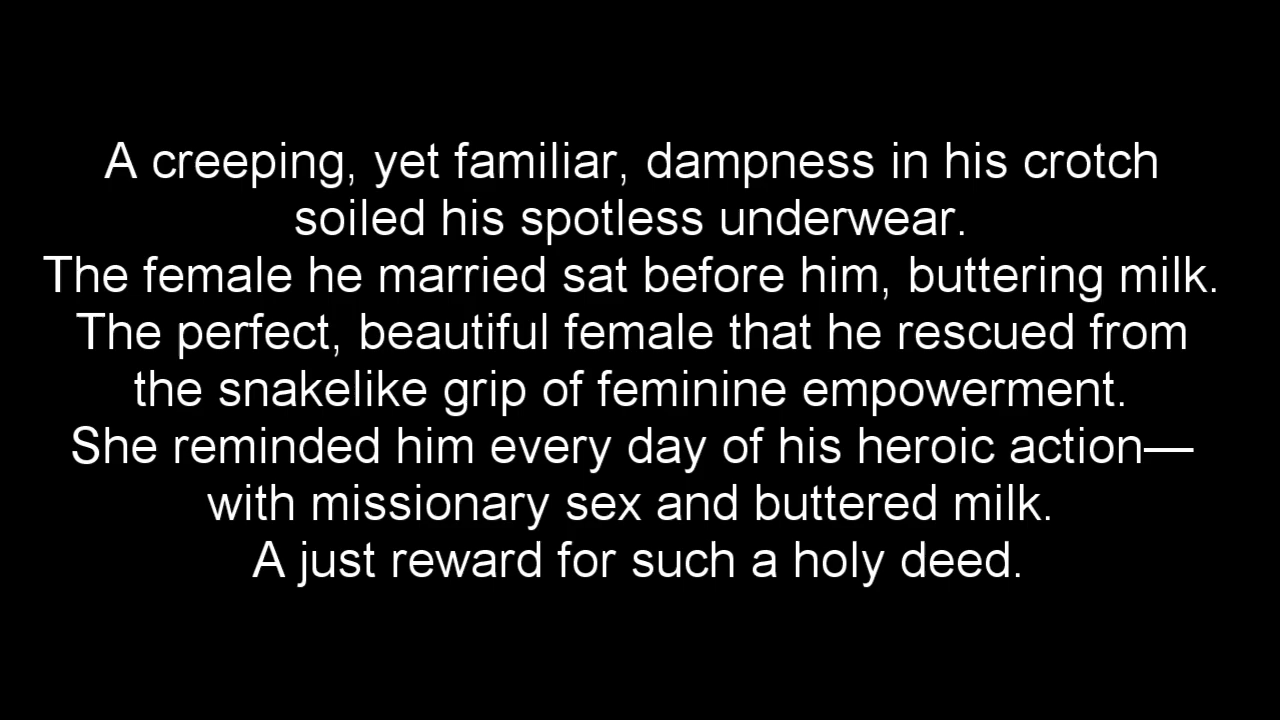 A creeping, yet familiar, dampness in his crotch
soiled his spotless underwear.
The female he married sat before him, buttering milk.
The perfect, beautiful female that he rescued from
the snakelike grip of feminine empowerment.
She reminded him every day of his heroic action—
with missionary sex and buttered milk.
A just reward for such a holy deed.